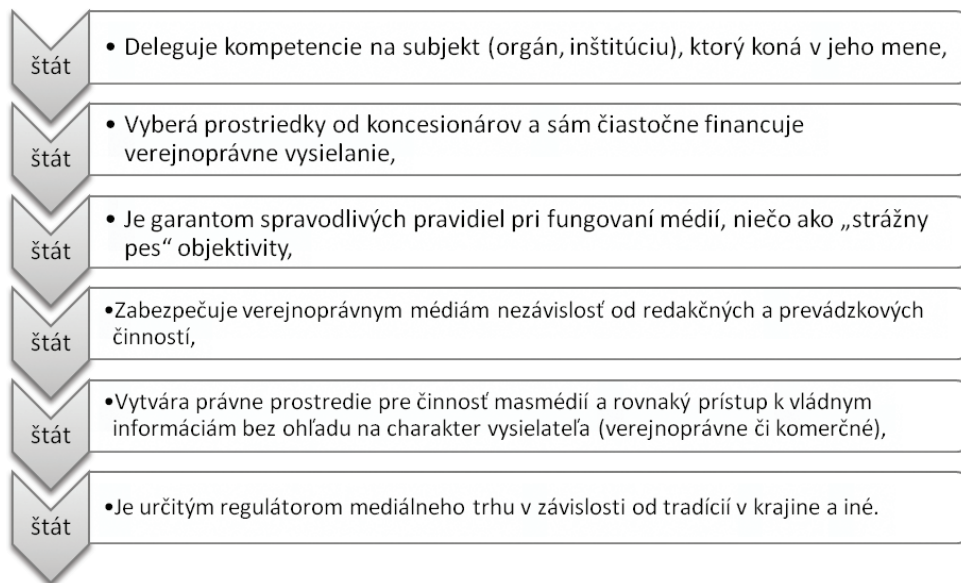 štát
• Deleguje kompetencie na subjekt (orgán, inštitúciu), ktorý koná v jeho mene,
štát
• Vyberá prostriedky od koncesionárov a sám čiastočne financuje
verejnoprávne vysielanie,
štát
• Je garantom spravodlivých pravidiel pri fungovaní médií, niečo ako „strážny
pes“ objektivity,
štát
•Zabezpečuje verejnoprávnym médiám nezávislosť od redakčných a prevádzkových
činností,
štát
•Vytvára právne prostredie pre činnosť masmédií a rovnaký prístup k vládnym
informáciám bez ohľadu na charakter vysielateľa (verejnoprávne či komerčné),
štát
•Je určitým regulátorom mediálneho trhu v závislosti od tradícií v krajine a iné.